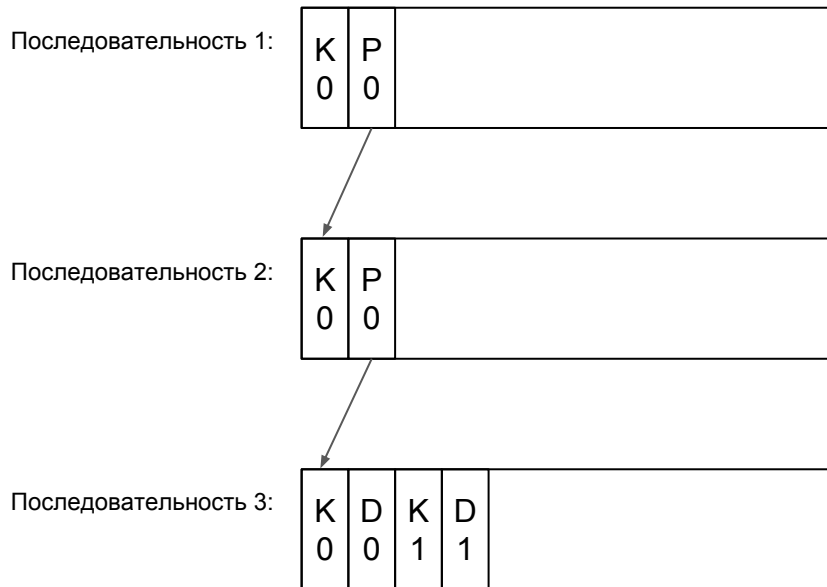 Последовательность 1:
K P
0 0
Последовательность 2:
K P
0 0
Последовательность 3:
K D K D
0 0 1 1